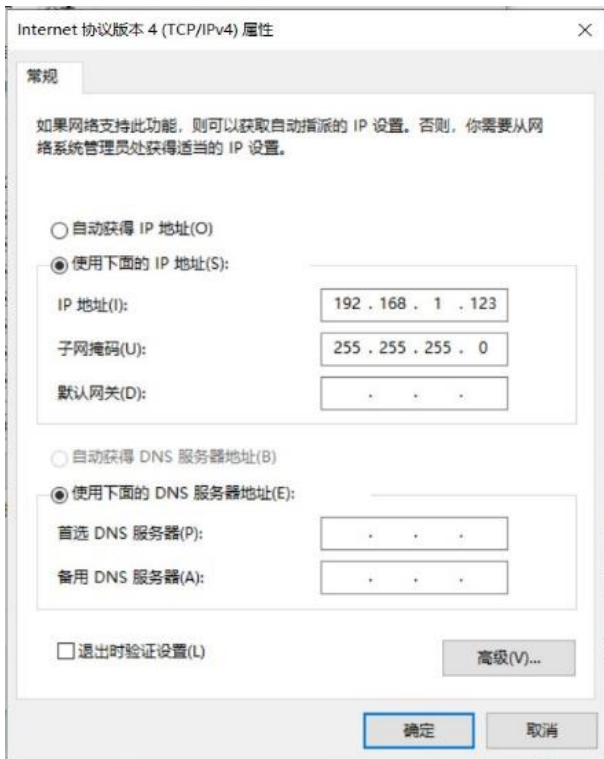 Internet 协议版本 4 (TCP/IPv4) 属性
常规
如果网络支持此功能，则可以获取自动指派的 IP 设置。否则，你需要从网
络系统管理员处获得适当的 IP 设置。
自动获得 IP 地址(O)
使用下面的 IP 地址(S):
IP 地址(I): 192 . 168 . 1 . 123
子网掩码(U): 255 . 255 . 255 . 0
默认网关(D): . . .
自动获得 DNS 服务器地址(B)
使用下面的 DNS 服务器地址(E):
首选 DNS 服务器(P): . . .
备用 DNS 服务器(A): . . .
退出时验证设置(L)
高级(V)...
确定 取消